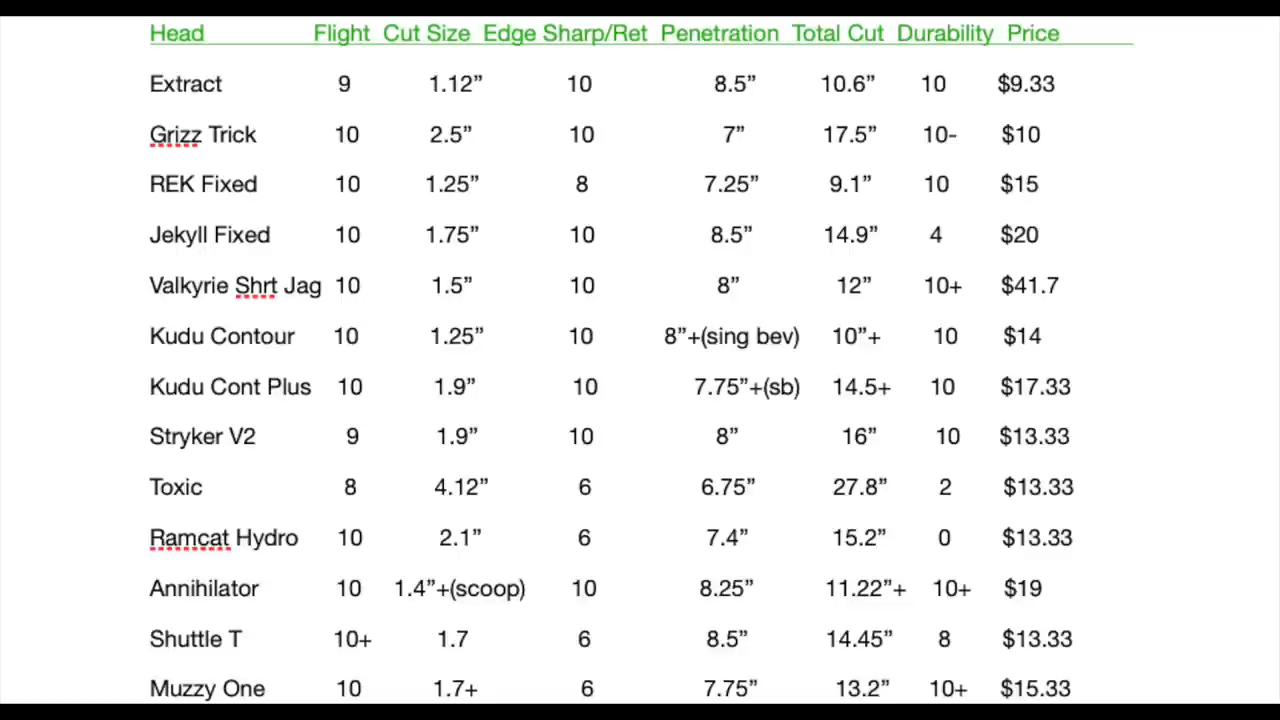 Head Flight Cut Size Edge Sharp/Ret Penetration Total Cut Durability Price
Extract 9 1.12” 10 8.5” 10.6” 10 $9.33
Grizz Trick 10 2.5” 10 7” 17.5” 10- $10
REK Fixed 10 1.25” 8 7.25” 9.1” 10 $15
Jekyll Fixed 10 1.75” 10 8.5” 14.9” 4 $20
Valkyrie Shrt Jag 10 1.5” 10 8” 12” 10+ $41.7
Kudu Contour 10 1.25” 10 8”+(sing bev) 10”+ 10 $14
Kudu Cont Plus 10 1.9” 10 7.75”+(sb) 14.5+ 10 $17.33
Stryker V2 9 1.9” 10 8” 16” 10 $13.33
Toxic 8 4.12” 6 6.75” 27.8” 2 $13.33
Ramcat Hydro 10 2.1” 6 7.4” 15.2” 0 $13.33
Annihilator 10 1.4”+(scoop) 10 8.25” 11.22”+ 10+ $19
Shuttle T 10+ 1.7 6 8.5” 14.45” 8 $13.33
Muzzy One 10 1.7+ 6 7.75” 13.2” 10+ $15.33